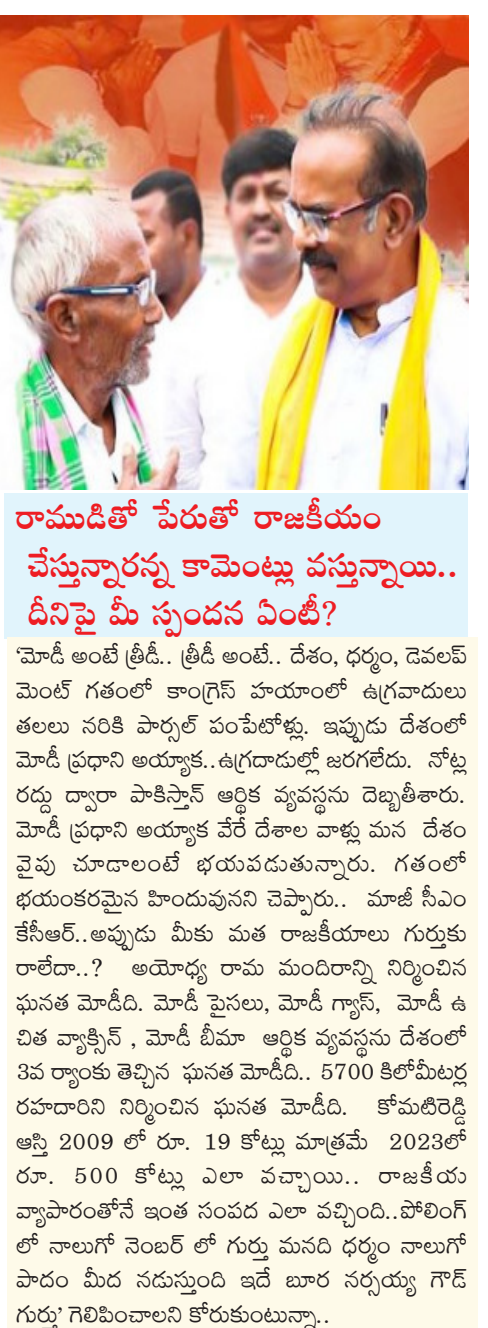 రాముడితో పేరుతో రాజకీయం
చేస్తున్నారన్న కామెంట్లు వస్తున్నాయి..
దీనిపై మీ స్పందన ఏంటీ?
‘మోడీ అంటే త్రీడీ.. త్రీడీ అంటే.. దేశం, ధర్మం, డెవలప్
మెంట్ గతంలో కాంగ్రెస్ హయాంలో ఉగ్రవాదులు
తలలు నరికి పార్సల్ పంపేటోళ్లు. ఇప్పుడు దేశంలో
మోడీ ప్రధాని అయ్యాక..ఉగ్రదాడుల్లో జరగలేదు. నోట్ల
రద్దు ద్వారా పాకిస్తాన్ ఆర్థిక వ్యవస్థను దెబ్బతీశారు.
మోడీ ప్రధాని అయ్యాక వేరే దేశాల వాళ్లు మన దేశం
వైపు చూడాలంటే భయపడుతున్నారు. గతంలో
భయంకరమైన హిందువునని చెప్పారు.. మాజీ సీఎం
కేసీఆర్..అప్పుడు మీకు మత రాజకీయాలు గుర్తుకు
రాలేదా..? అయోధ్య రామ మందిరాన్ని నిర్మించిన
ఘనత మోడీది. మోడీ పైసలు, మోడీ గ్యాస్, మోడీ ఉ
చిత వ్యాక్సిన్ , మోడీ బీమా ఆర్థిక వ్యవస్థను దేశంలో
3వ ర్యాంకు తెచ్చిన ఘనత మోడీది.. 5700 కిలోమీటర్ల
రహదారిని నిర్మించిన ఘనత మోడీది. కోమటిరెడ్డి
ఆస్తి 2009 లో రూ. 19 కోట్లు మాత్రమే 2023లో
రూ. 500 కోట్లు ఎలా వచ్చాయి.. రాజకీయ
వ్యాపారంతోనే ఇంత సంపద ఎలా వచ్చింది..పోలింగ్
లో నాలుగో నెంబర్ లో గుర్తు మనది ధర్మం నాలుగో
పాదం మీద నడుస్తుంది ఇదే బూర నర్సయ్య గౌడ్
గుర్తు’ గెలిపించాలని కోరుకుంటున్నా..